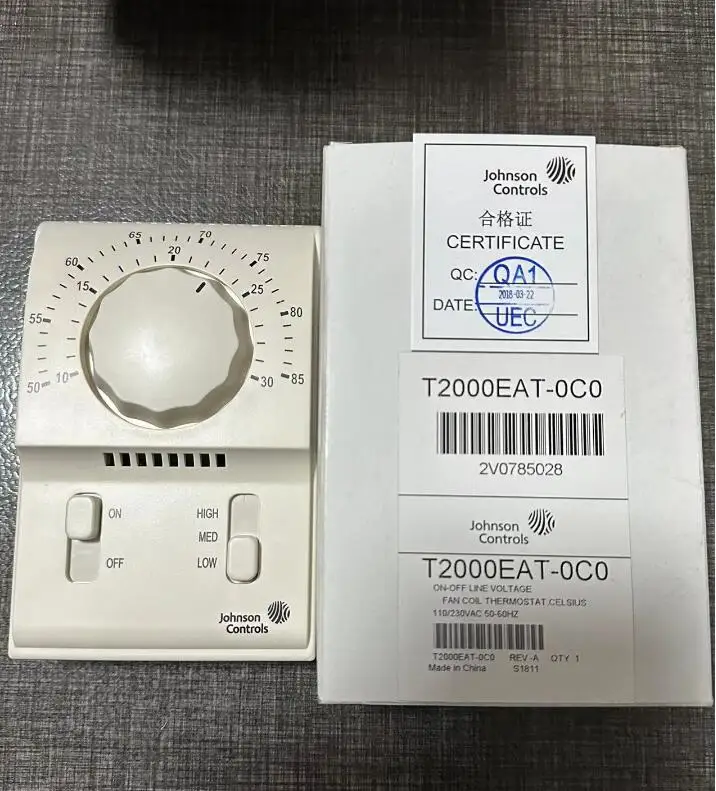 65
70
60
20
75
15
25
55
80
50
10
30
85
ON
HIGH
MED
OFF
LOW
Johnson
Controls
Johnson
Controls
合格证
CERTIFICATE
QC: QA1
2018-03-22
DATE: UEC
T2000EAT-0C0
2V0785028
Johnson
Controls
T2000EAT-0C0
ON-OFF LINE VOLTAGE
FAN COIL THERMOSTAT,CELSIUS
110/230VAC 50-60HZ
T2000EAT-0C0 REV-A QTY 1
Made in China S1811